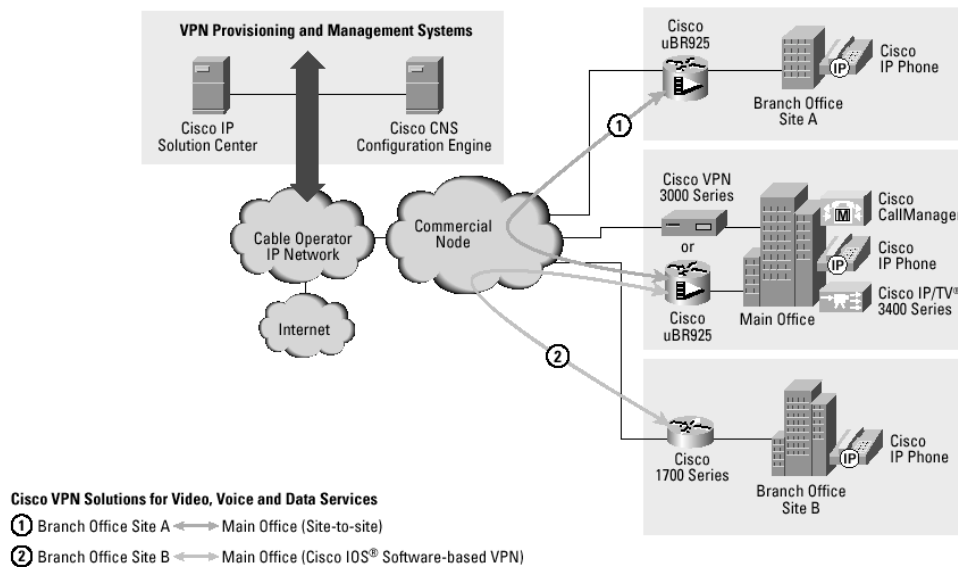 VPN Provisioning and Management Systems
Cisco IP
Solution Center
Cisco CNS
Configuration Engine
Cable Operator
IP Network
Internet
Commercial
Node
1
2
Cisco
uBR925
Branch Office
Site A
IP
Cisco
IP Phone
Cisco VPN
3000 Series
or
Cisco
uBR925
Main Office
M
Cisco
CallManager
IP
Cisco
IP Phone
Cisco IP/TV®
3400 Series
Cisco
1700 Series
Branch Office
Site B
IP
Cisco
IP Phone
Cisco VPN Solutions for Video, Voice and Data Services
1 Branch Office Site A Main Office (Site-to-site)
2 Branch Office Site B Main Office (Cisco IOS® Software-based VPN)